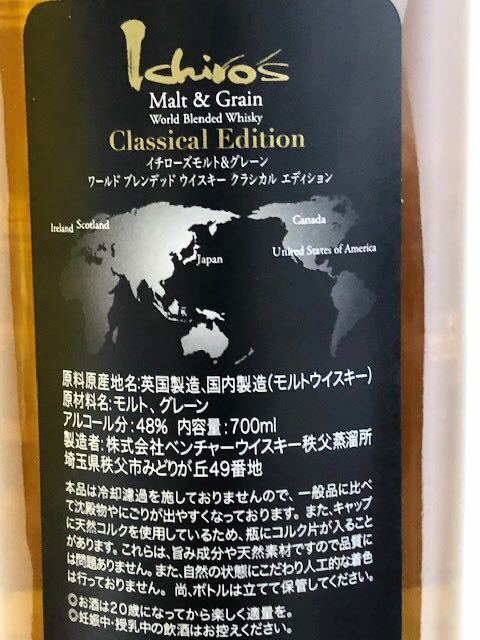 Ichiro's
Malt & Grain
World Blended Whisky
Classical Edition
イチローズモルト&グレーン
ワールド ブレンデッド ウイスキー クラシカル エディション
Ireland Scotland
Canada
Japan
United States of America
原料原産地名:英国製造、国内製造(モルトウイスキー)
原材料名:モルト、グレーン
アルコール分:48% 内容量:700ml
製造者:株式会社ベンチャーウイスキー秩父蒸溜所
埼玉県秩父市みどりが丘49番地
本品は冷却濾過を施しておりませんので、一般品に比べ
て沈殿物やにごりが出やすくなっております。また、キャップ
に天然コルクを使用しているため、瓶にコルク片が入ること
があります。これらは、旨み成分や天然素材ですので品質に
は問題ありません。また、自然の状態にこだわり人工的な着色
は行っておりません。尚、ボトルは立てて保管してください。
◎お酒は20歳になってから楽しく適量を。
◎妊娠中・授乳中の飲酒はお控えください。